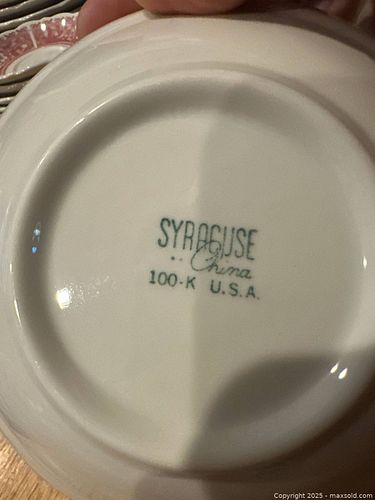 SYRACUSE
China
100-K U.S.A.
Copyright © 2025 - maxsold.com